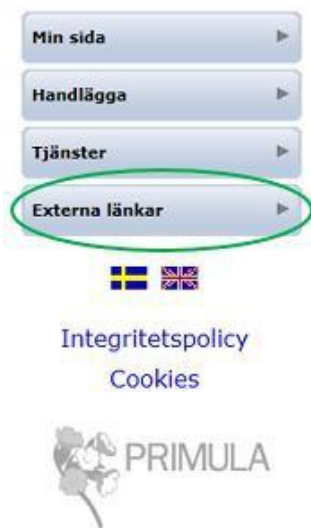 Min sida
Handlägga
Tjänster
Externa länkar
Integritetspolicy
Cookies
PRIMULA